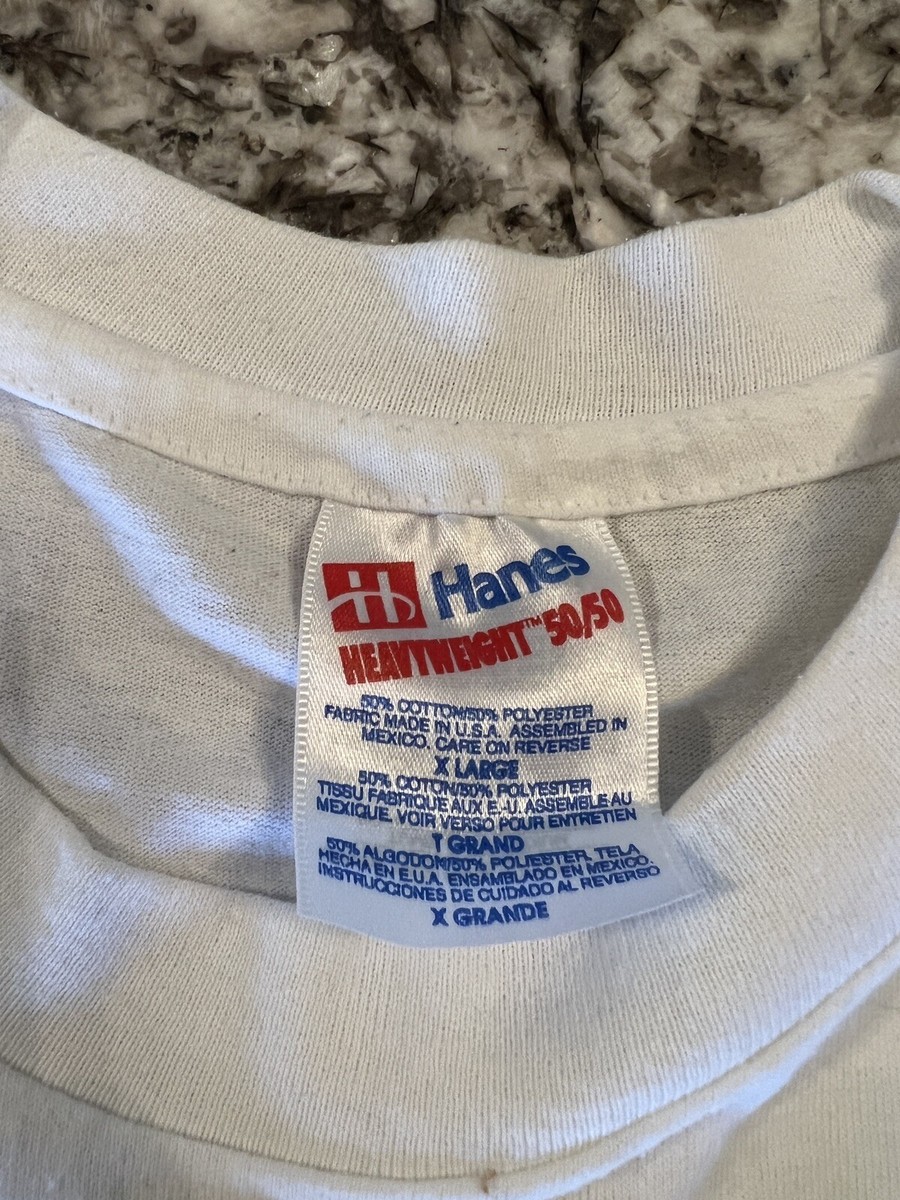 H Hanes
HEAVYWEIGHT™ 50/50
50% COTTON/50% POLYESTER
FABRIC MADE IN U.S.A. ASSEMBLED IN
MEXICO. CARE ON REVERSE
X LARGE
50% COTON/50% POLYESTER
TISSU FABRIQUE AUX E.-U. ASSEMBLE AU
MEXIQUE. VOIR VERSO POUR ENTRETIEN
T GRAND
50% ALGODON/50% POLIESTER. TELA
HECHA EN E.U.A. ENSAMBLADO EN MEXICO.
INSTRUCCIONES DE CUIDADO AL REVERSO
X GRANDE